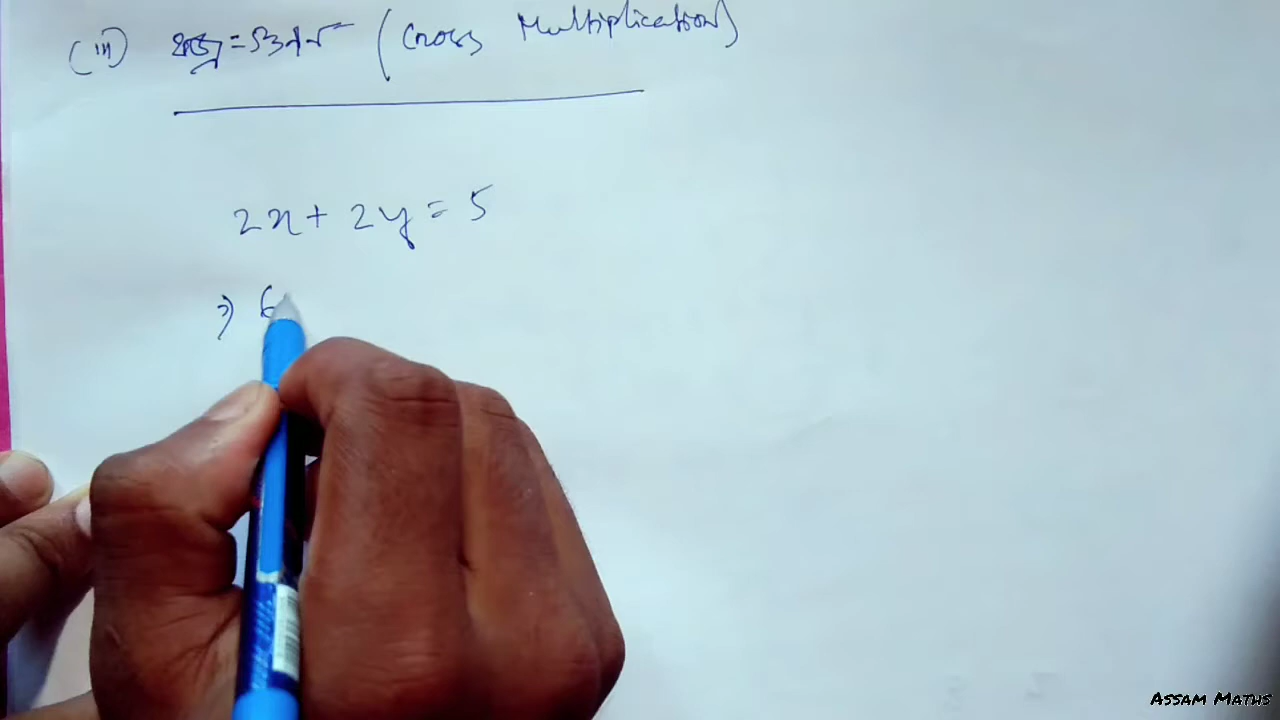 (iii) (Cross Multiplication)
2x + 2y = 5
⇒ 6
ASSAM MATHS